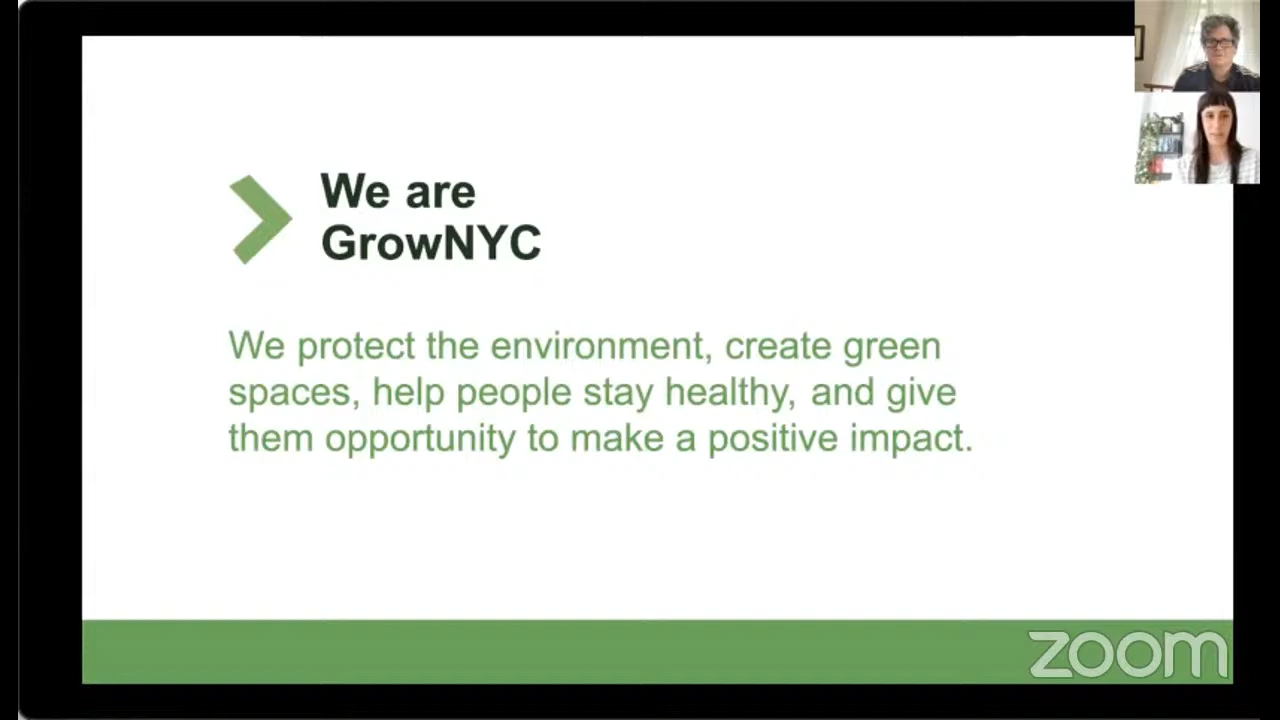 We are
GrowNYC
We protect the environment, create green
spaces, help people stay healthy, and give
them opportunity to make a positive impact.
zoom